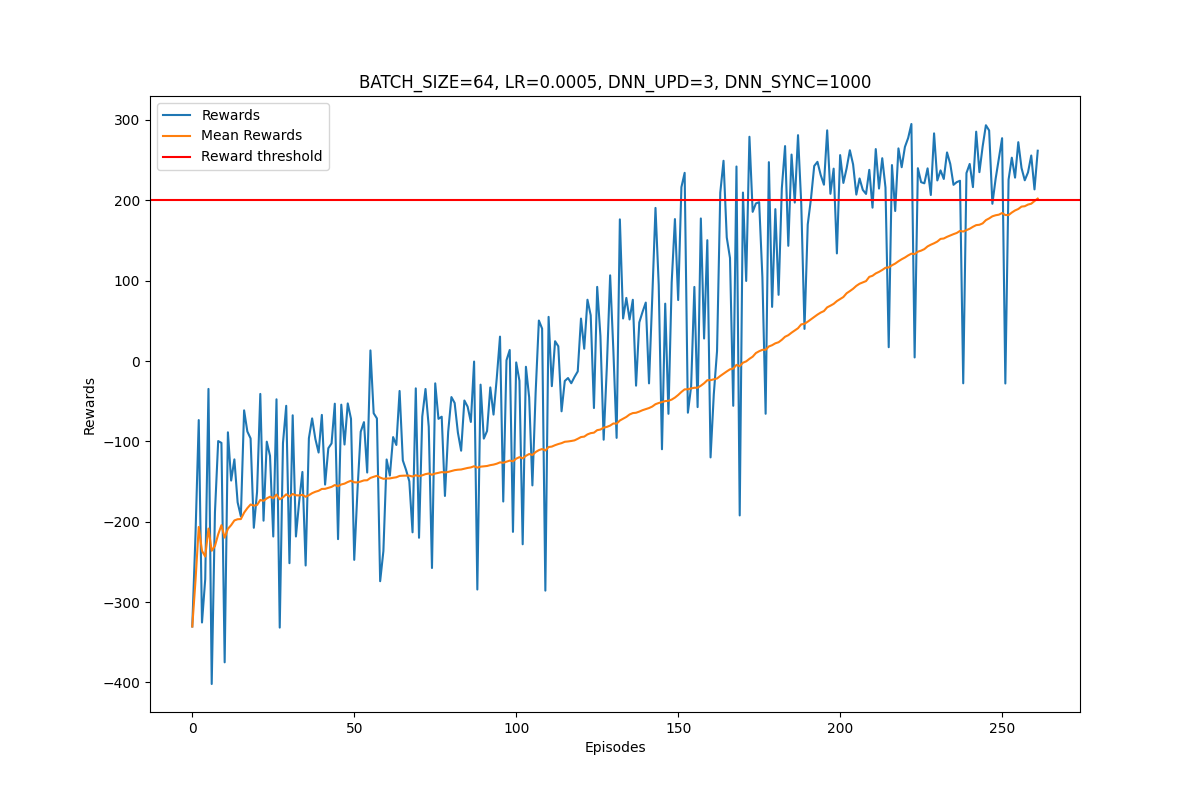 BATCH_SIZE=64, LR=0.0005, DNN_UPD=3, DNN_SYNC=1000
Rewards
Mean Rewards
Reward threshold
300
200
100
0
−100
−200
−300
−400
Rewards
0
50
100
150
200
250
Episodes